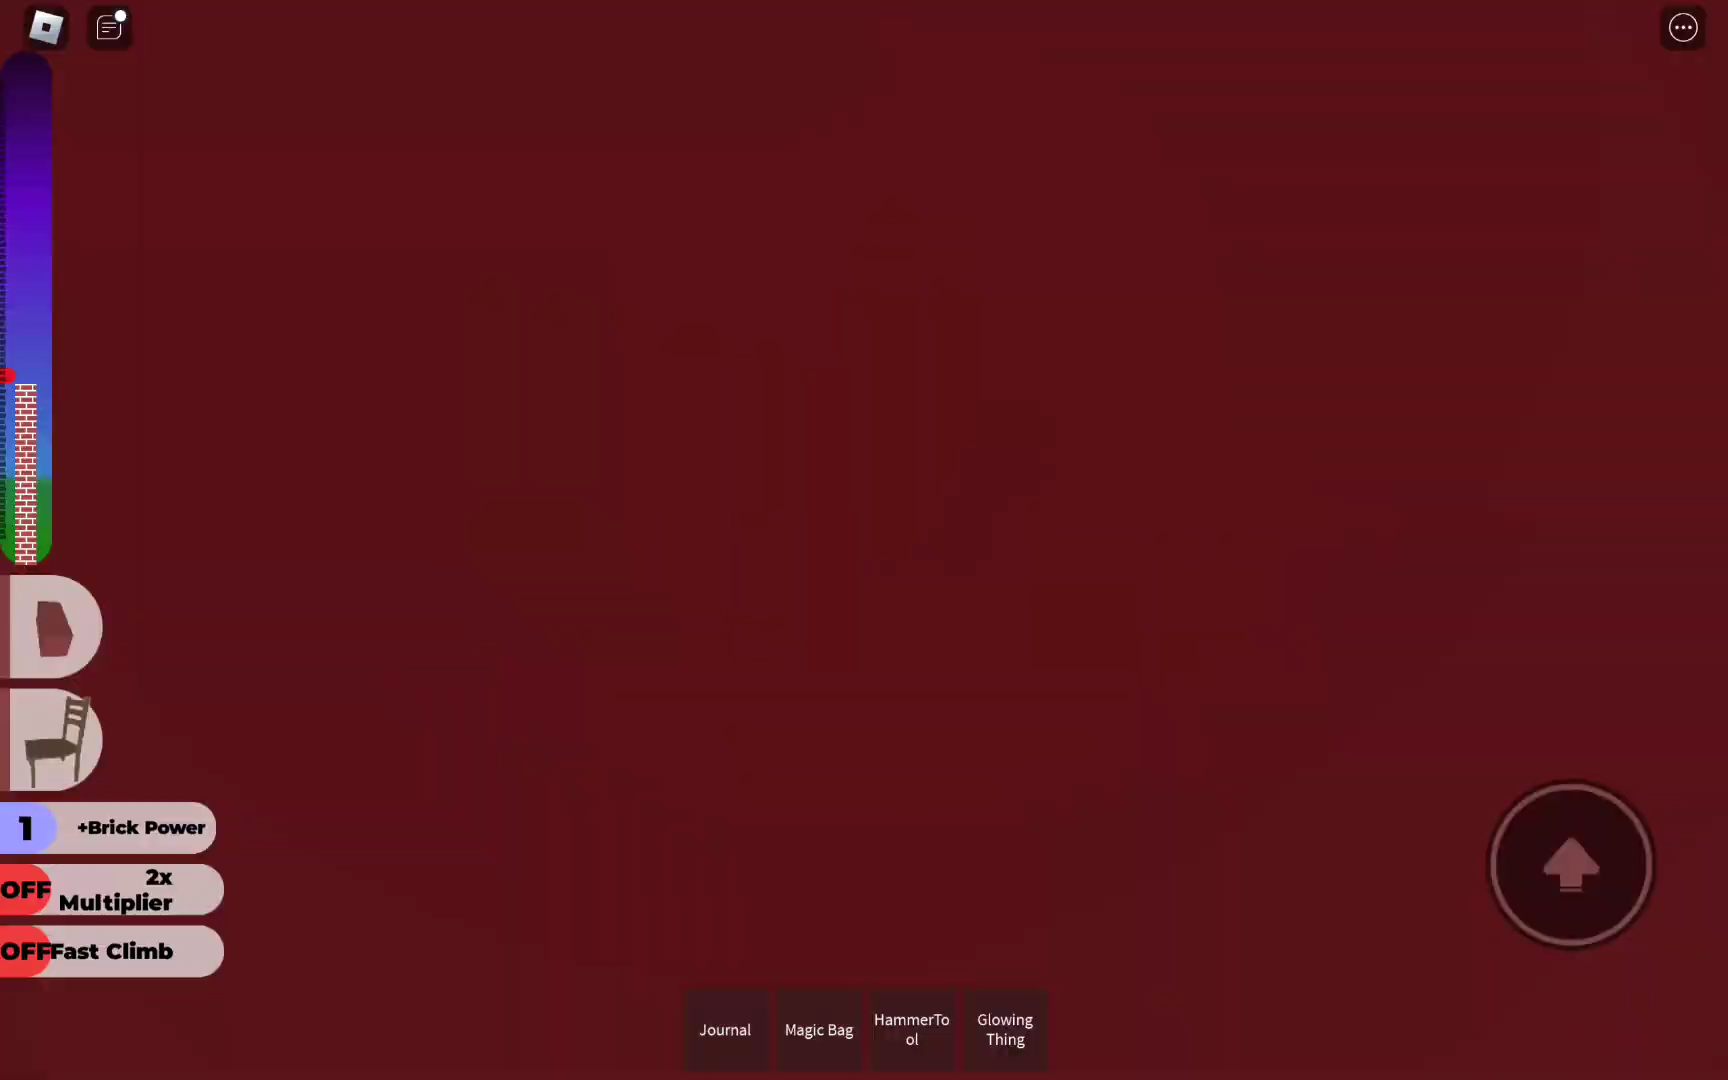 1 +Brick Power
OFF 2x
Multiplier
OFF Fast Climb
Journal
Magic Bag
HammerTo
ol
Glowing
Thing